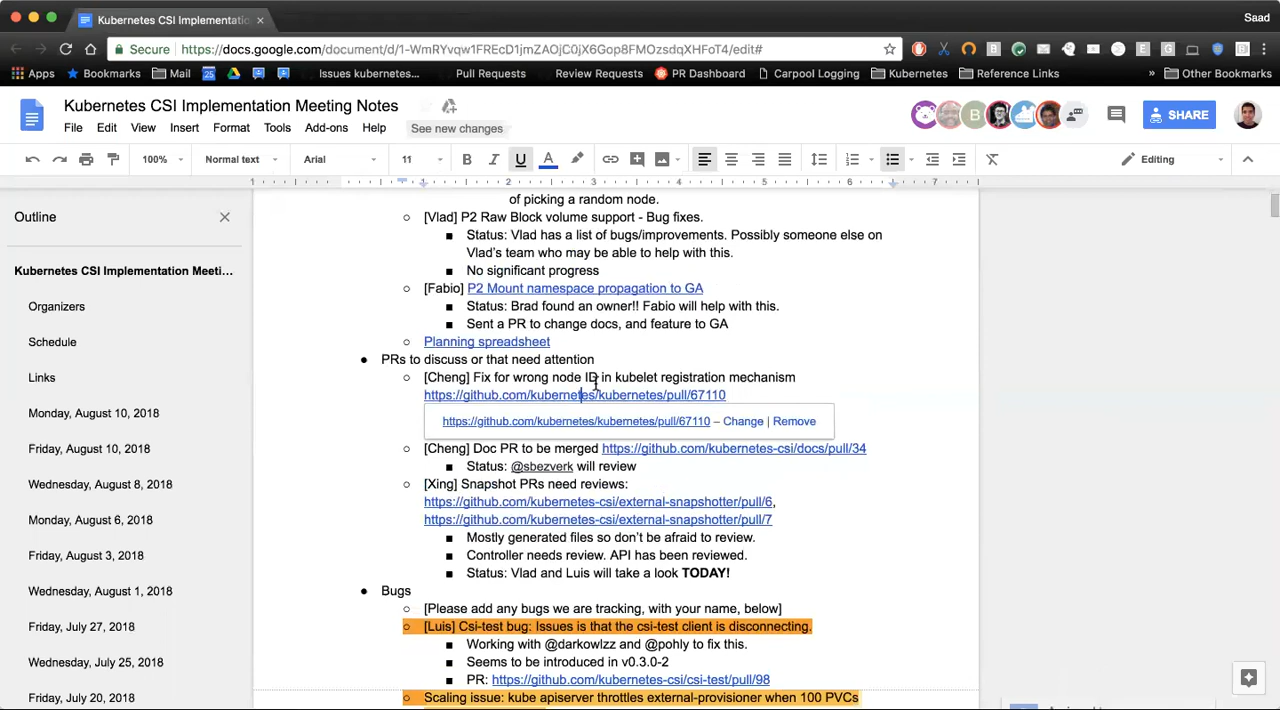 Kubernetes CSI Implementatio
Saad
Secure
https://docs.google.com/document/d/1-WmRYvqw1FREcD1jmZAOjC0jX6Gop8FMOzsdqXHFoT4/edit#
Apps
Bookmarks
Mail
Issues kubernetes...
Pull Requests
Review Requests
PR Dashboard
Carpool Logging
Kubernetes
Reference Links
» Other Bookmarks
Kubernetes CSI Implementation Meeting Notes
File Edit View Insert Format Tools Add-ons Help See new changes
SHARE
100% Normal text Arial 11 B I U A Editing
1 1 2 3 4 5 6 7
Outline
Kubernetes CSI Implementation Meeti...
Organizers
Schedule
Links
Monday, August 10, 2018
Friday, August 10, 2018
Wednesday, August 8, 2018
Monday, August 6, 2018
Friday, August 3, 2018
Wednesday, August 1, 2018
Friday, July 27, 2018
Wednesday, July 25, 2018
Friday, July 20, 2018
of picking a random node.
[Vlad] P2 Raw Block volume support - Bug fixes.
Status: Vlad has a list of bugs/improvements. Possibly someone else on
Vlad's team who may be able to help with this.
No significant progress
[Fabio] P2 Mount namespace propagation to GA
Status: Brad found an owner!! Fabio will help with this.
Sent a PR to change docs, and feature to GA
Planning spreadsheet
PRs to discuss or that need attention
[Cheng] Fix for wrong node ID in kubelet registration mechanism
https://github.com/kubernetes/kubernetes/pull/67110
https://github.com/kubernetes/kubernetes/pull/67110 – Change | Remove
[Cheng] Doc PR to be merged https://github.com/kubernetes-csi/docs/pull/34
Status: @sbezverk will review
[Xing] Snapshot PRs need reviews:
https://github.com/kubernetes-csi/external-snapshotter/pull/6,
https://github.com/kubernetes-csi/external-snapshotter/pull/7
Mostly generated files so don't be afraid to review.
Controller needs review. API has been reviewed.
Status: Vlad and Luis will take a look TODAY!
Bugs
[Please add any bugs we are tracking, with your name, below]
[Luis] Csi-test bug: Issues is that the csi-test client is disconnecting.
Working with @darkowlzz and @pohly to fix this.
Seems to be introduced in v0.3.0-2
PR: https://github.com/kubernetes-csi/csi-test/pull/98
Scaling issue: kube apiserver throttles external-provisioner when 100 PVCs